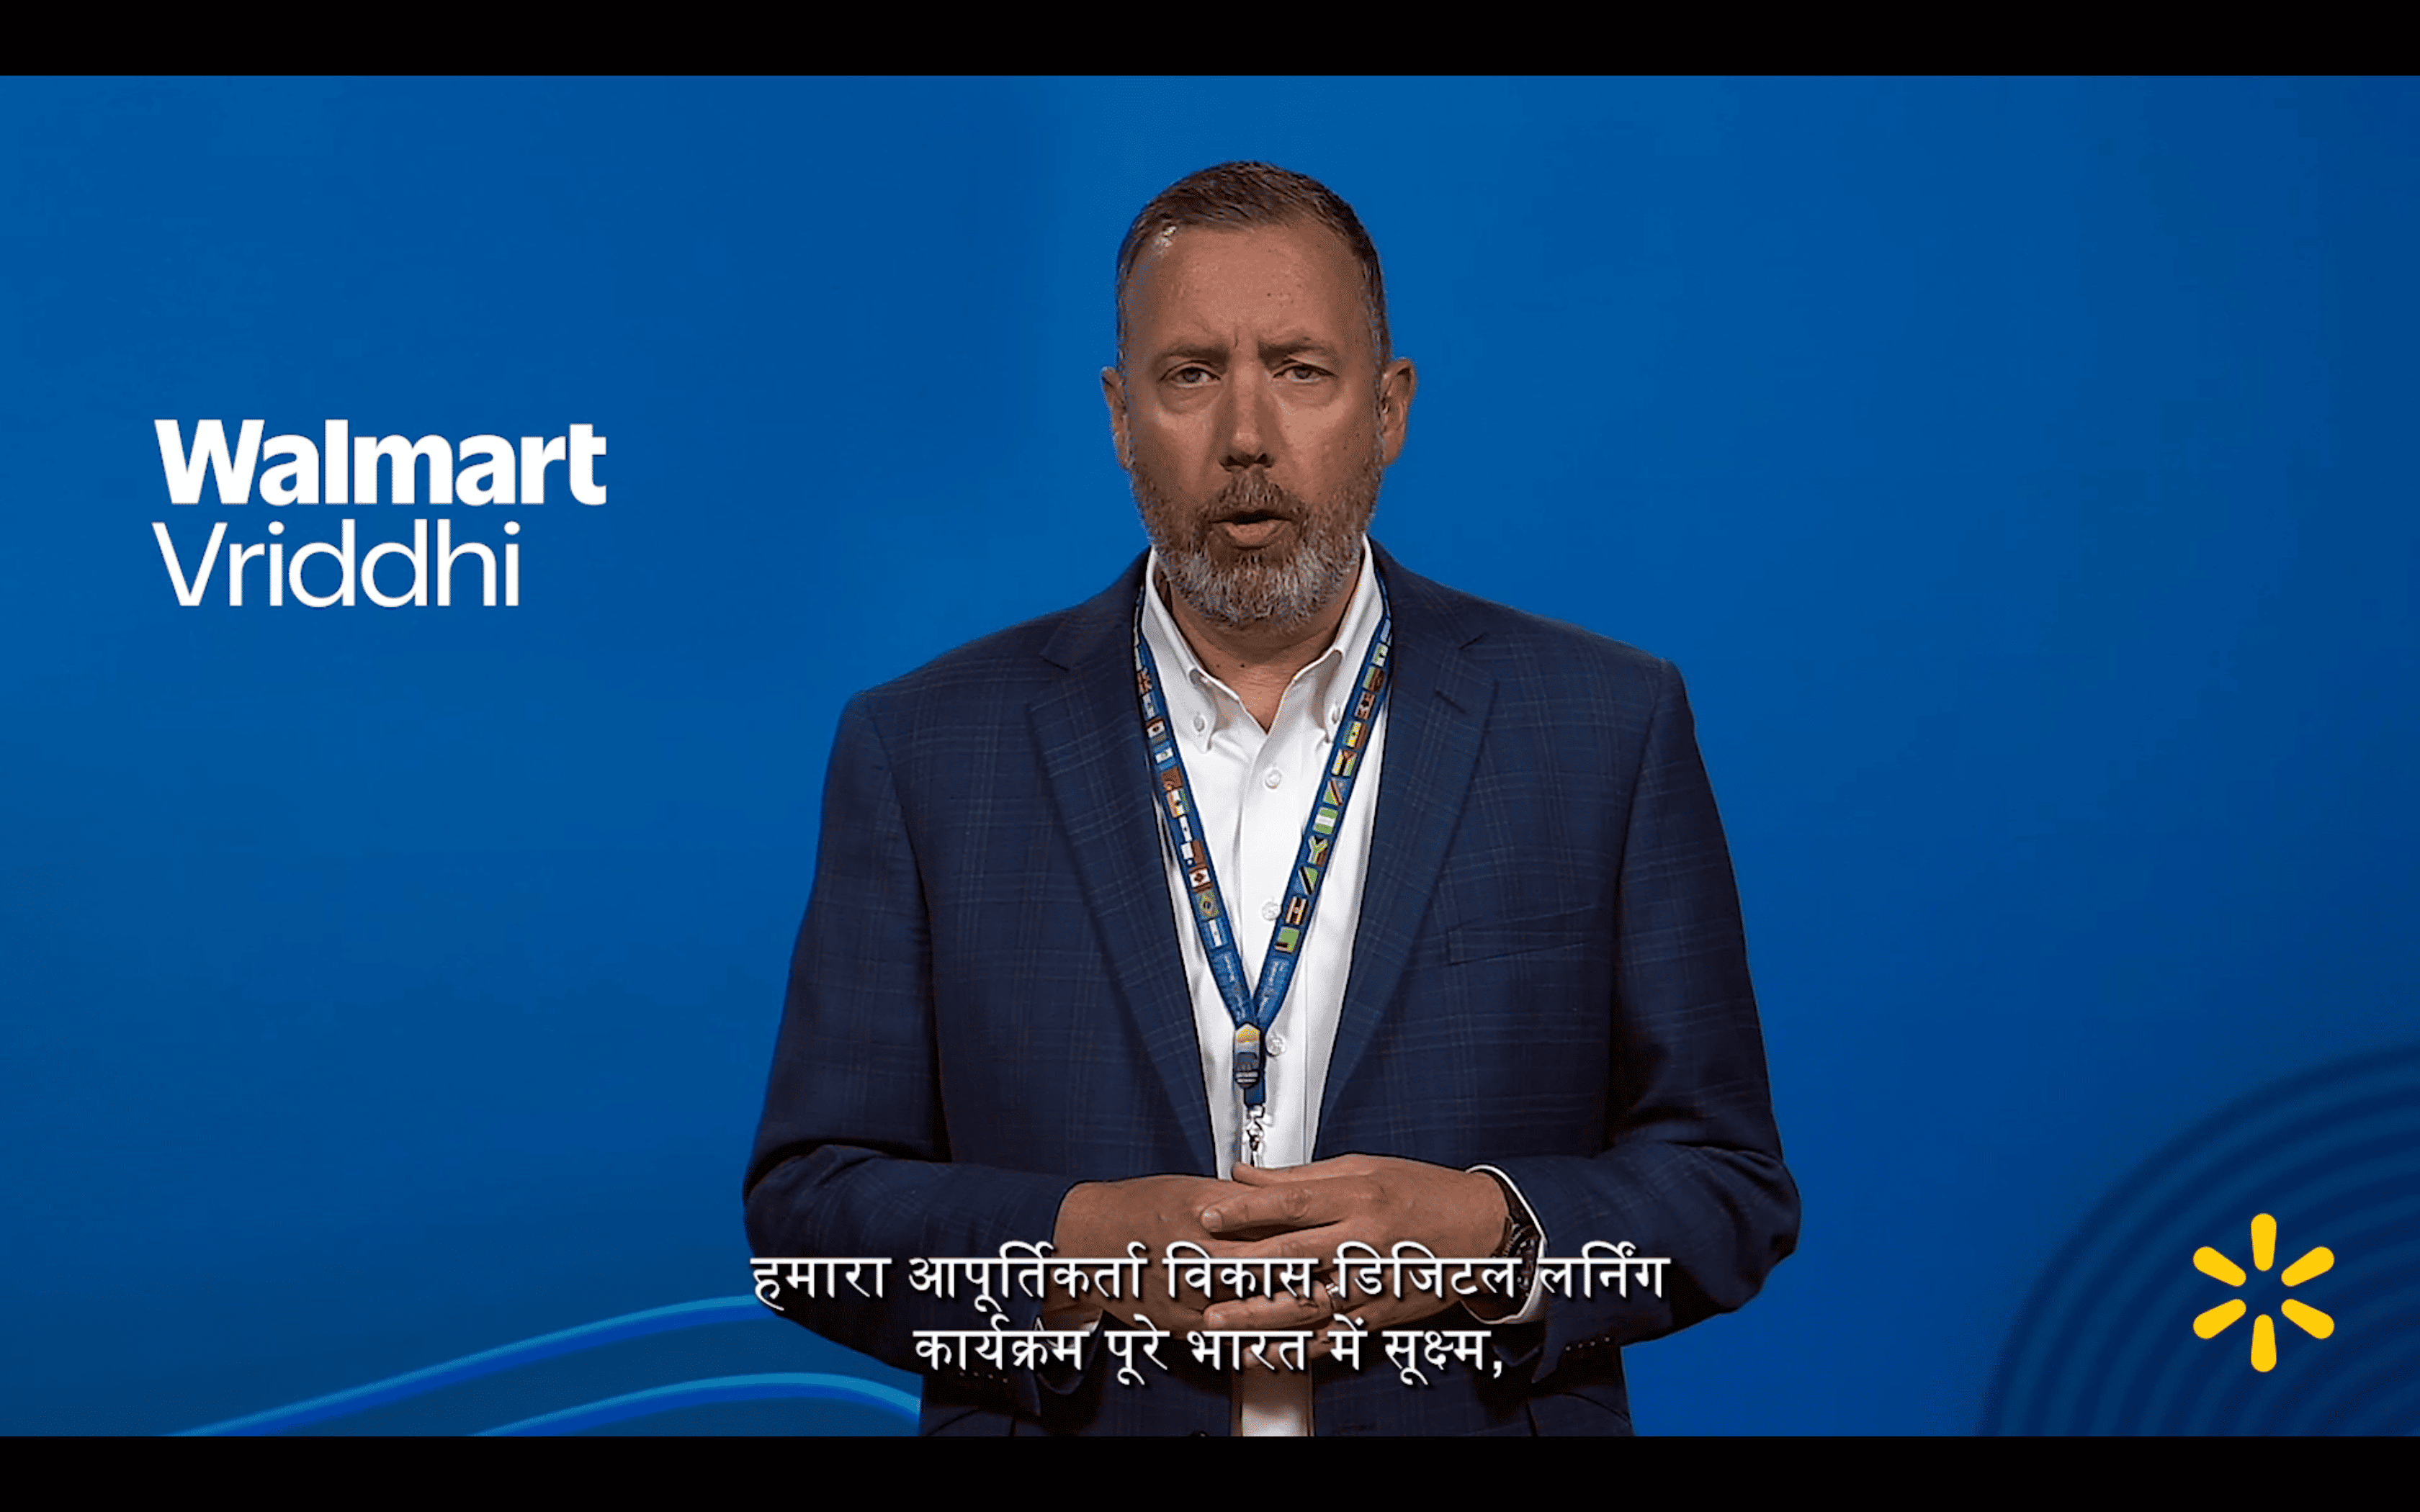 Walmart
Vriddhi
हमारा आपूर्तिकर्ता विकास डिजिटल लर्निंग
कार्यक्रम पूरे भारत में सूक्ष्म,